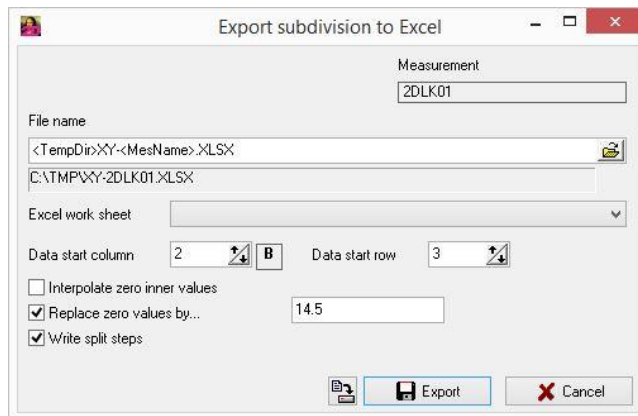 Export subdivision to Excel
Measurement
2DLK01
File name
<TempDir>XY-<MesName>.XLSX
C:\TMP\XY-2DLK01.XLSX
Excel work sheet
Data start column 2 B Data start row 3
Interpolate zero inner values
Replace zero values by... 14.5
Write split steps
Export Cancel